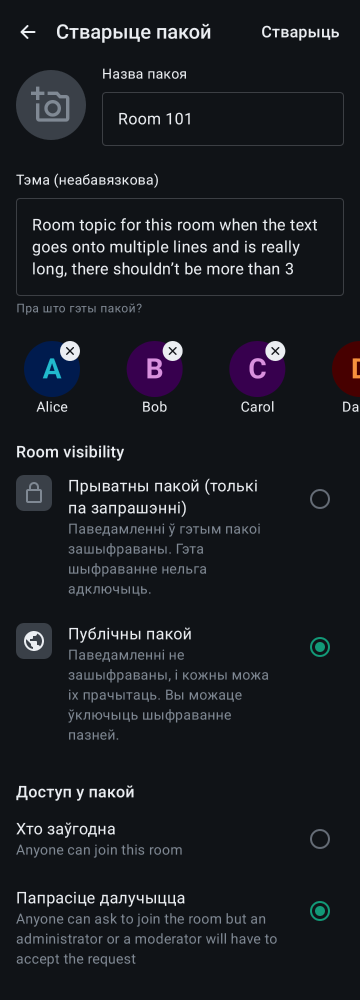 Стварыце пакой
Стварыць
Назва пакоя
Room 101
Тэма (неабавязкова)
Room topic for this room when the text
goes onto multiple lines and is really
long, there shouldn’t be more than 3
Пра што гэты пакой?
A
B
C
Alice
Bob
Carol
Da
Room visibility
Прыватны пакой (толькі
па запрашэнні)
Паведамленні ў гэтым пакоі
зашыфраваны. Гэта
шыфраванне нельга
адключыць.
Публічны пакой
Паведамленні не
зашыфраваны, і кожны можа
іх прачытаць. Вы можаце
ўключыць шыфраванне
пазней.
Доступ у пакой
Хто заўгодна
Anyone can join this room
Папрасіце далучыцца
Anyone can ask to join the room but an
administrator or a moderator will have to
accept the request